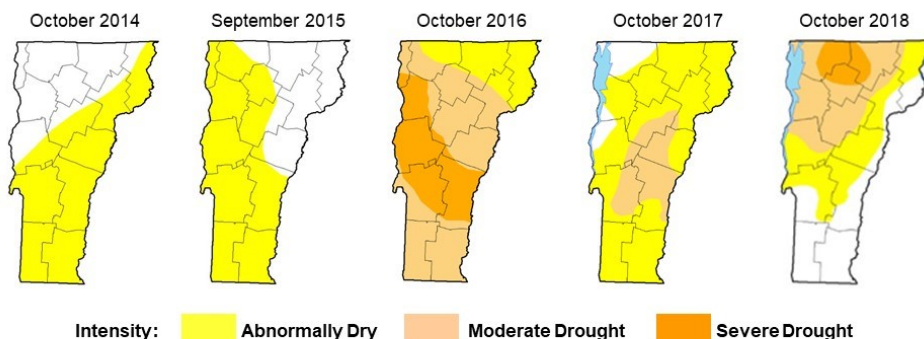 October 2014 September 2015 October 2016 October 2017 October 2018
Intensity: Abnormally Dry Moderate Drought Severe Drought